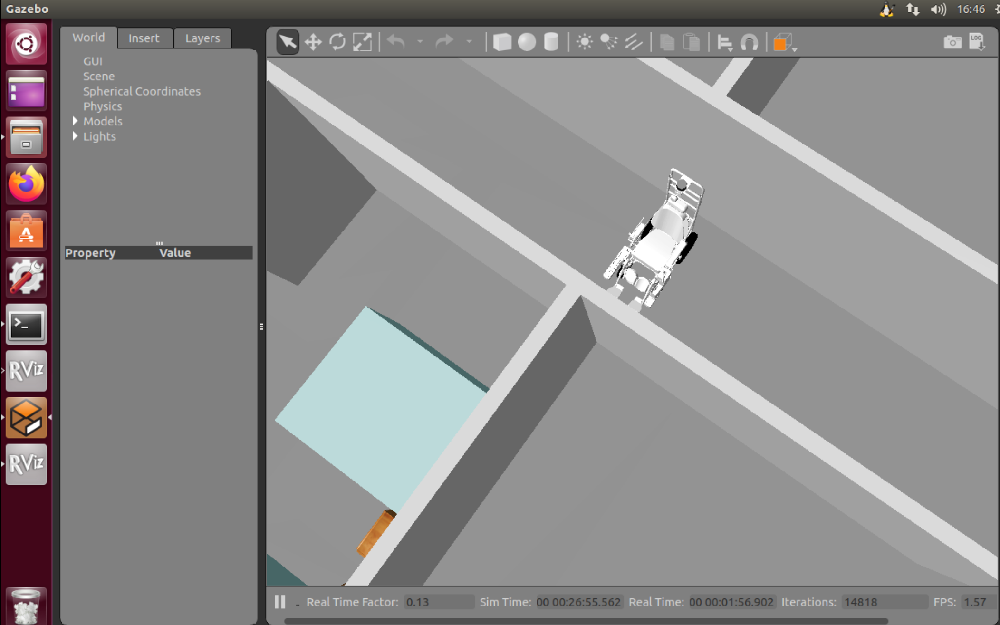 Gazebo
16:46
World Insert Layers
LOG
GUI
Scene
Spherical Coordinates
Physics
Models
Lights
Property Value
RViz
RViz
Real Time Factor: 0.13 Sim Time: 00 00:26:55.562 Real Time: 00 00:01:56.902 Iterations: 14818 FPS: 1.57